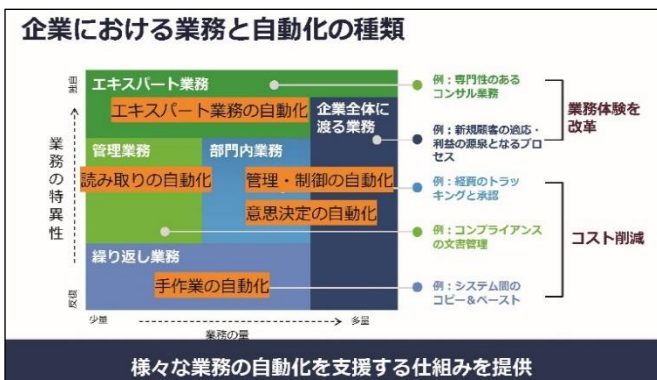 企業における業務と自動化の種類
エキスパート業務
エキスパート業務の自動化
企業全体に
渡る業務
管理業務
部門内業務
読み取りの自動化
管理・制御の自動化
意思決定の自動化
繰り返し業務
手作業の自動化
業務の特異性
少量
多量
業務の量
例：専門性のある
コンサル業務
例：新規顧客の適応・
利益の源泉となるプロ
セス
例：経費のトラッ
キングと承認
例：コンプライアンス
の文書管理
例：システム間の
コピー&ペースト
業務体験を
改革
コスト削減
様々な業務の自動化を支援する仕組みを提供